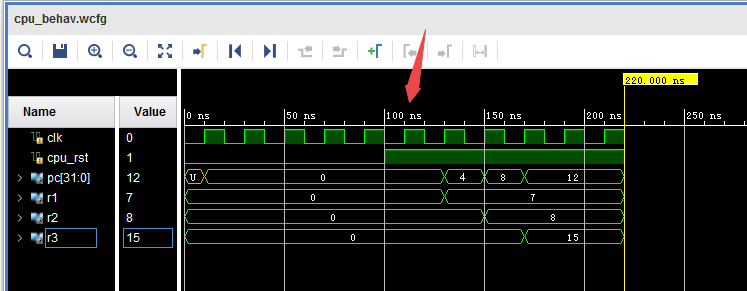 cpu_behav.wcfg
220.000 ns
Name Value 0 ns 50 ns 100 ns 150 ns 200 ns 250 ns
clk 0
cpu_rst 1
pc[31:0] 12 U 0 4 8 12
r1 7 0 7
r2 8 0 8
r3 15 0 15